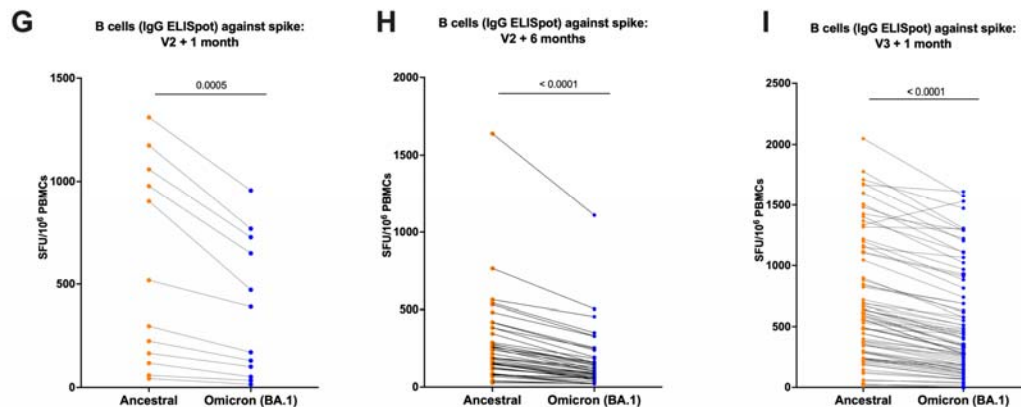 G
B cells (IgG ELISpot) against spike:
V2 + 1 month
1500
1000
500
0
SFU/10⁶ PBMCs
0.0005
Ancestral
Omicron (BA.1)
H
B cells (IgG ELISpot) against spike:
V2 + 6 months
2000
1500
1000
500
0
SFU/10⁶ PBMCs
< 0.0001
Ancestral
Omicron (BA.1)
I
B cells (IgG ELISpot) against spike:
V3 + 1 month
2500
2000
1500
1000
500
0
SFU/10⁶ PBMCs
< 0.0001
Ancestral
Omicron (BA.1)